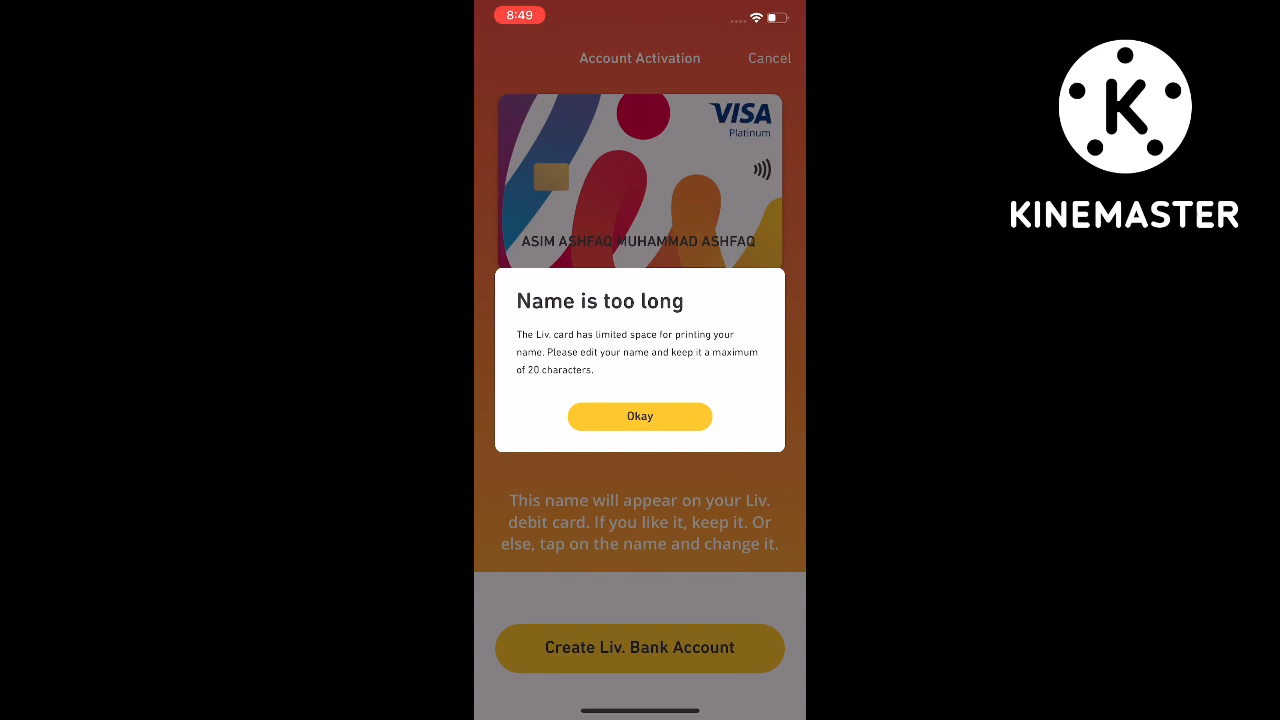 8:49
Account Activation
Cancel
VISA
Platinum
ASIM ASHFAQ MUHAMMAD ASHFAQ
Name is too long
The Liv. card has limited space for printing your
name. Please edit your name and keep it a maximum
of 20 characters.
Okay
This name will appear on your Liv.
debit card. If you like it, keep it. Or
else, tap on the name and change it.
Create Liv. Bank Account
K
KINEMASTER